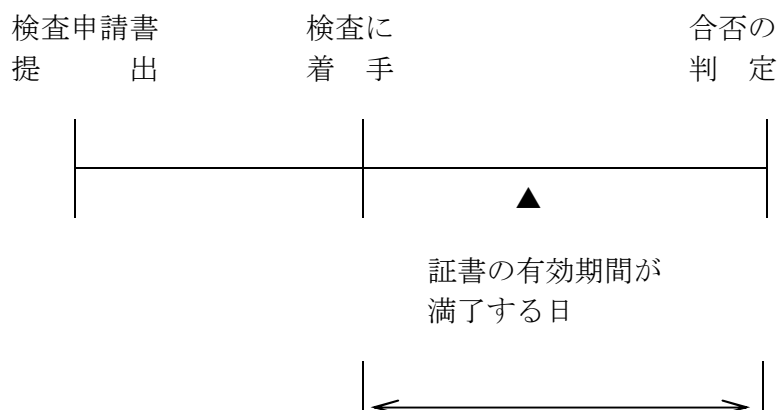 検査申請書 検査に 合否の
提 出 着 手 判 定
▲
証書の有効期間が
満了する日